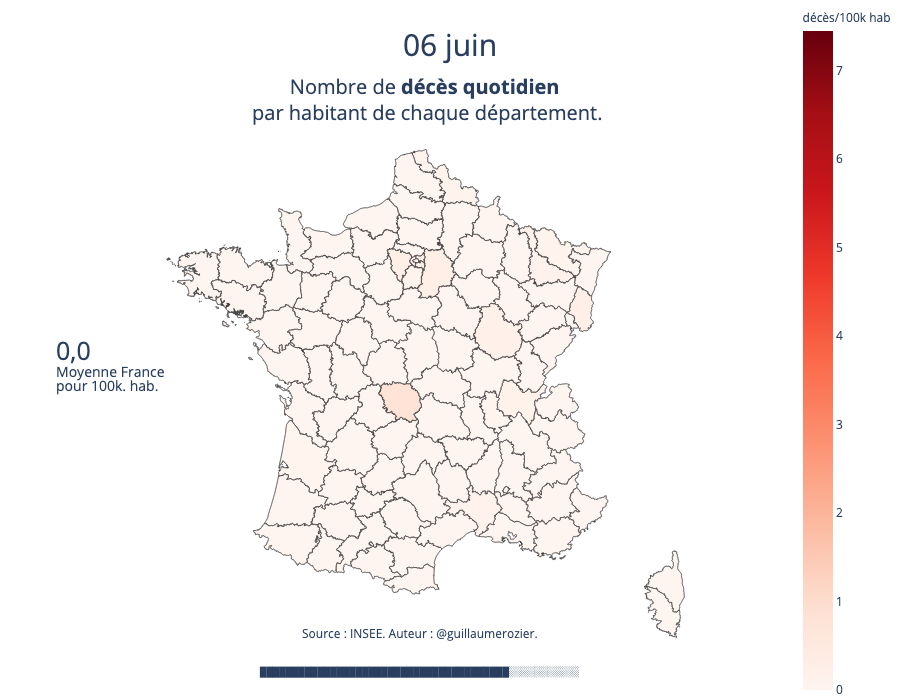 décès/100k hab
06 juin
Nombre de décès quotidien
par habitant de chaque département.
7
6
5
4
3
2
1
0
0,0
Moyenne France
pour 100k. hab.
Source : INSEE. Auteur : @guillaumerozier.